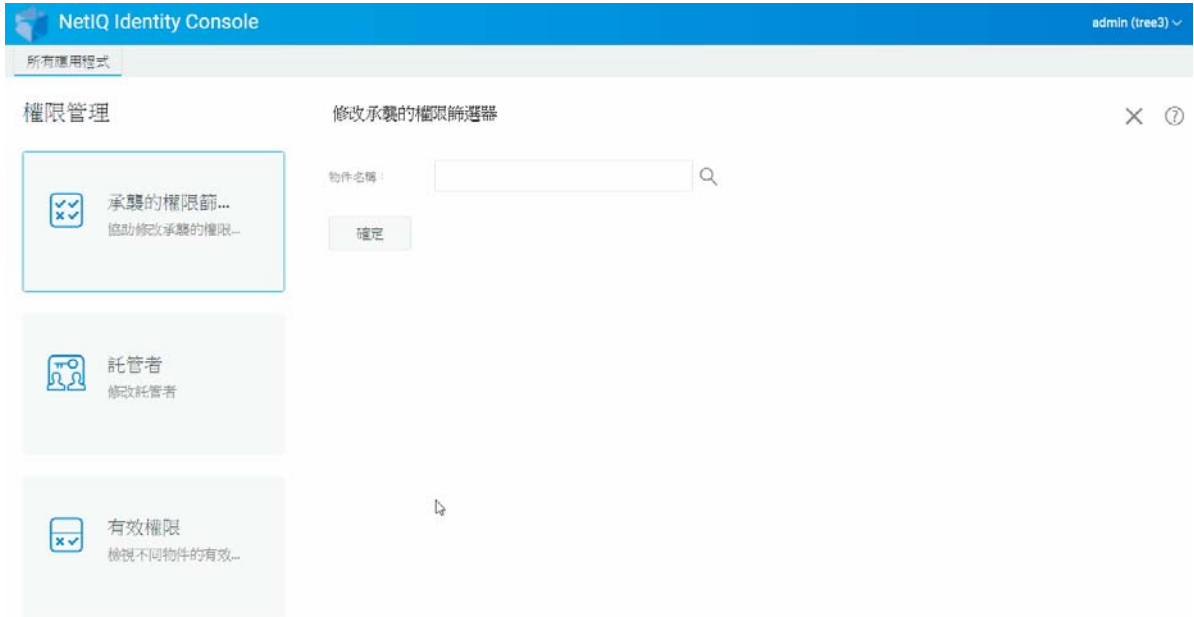 NetIQ Identity Console
admin (tree3)
所有應用程式
權限管理
修改承襲的權限篩選器
承襲的權限篩...
協助修改承襲的權限...
物件名稱：
確定
託管者
修改託管者
有效權限
檢視不同物件的有效...